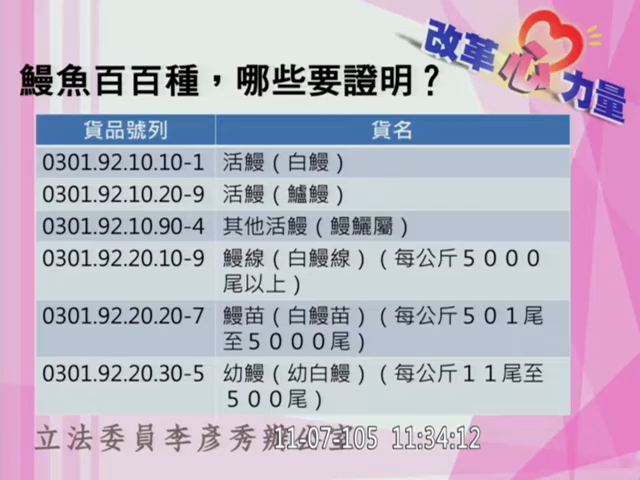 改革心力量
鰻魚百百種，哪些要證明？
貨品號列 貨名
0301.92.10.10-1 活鰻（白鰻）
0301.92.10.20-9 活鰻（鱸鰻）
0301.92.10.90-4 其他活鰻（鰻鱺屬）
0301.92.20.10-9 鰻線（白鰻線）（每公斤５０００
尾以上）
0301.92.20.20-7 鰻苗（白鰻苗）（每公斤５０１尾
至５０００尾）
0301.92.20.30-5 幼鰻（幼白鰻）（每公斤１１尾至
５００尾）
立法委員李彥秀辦公室
11-07-105 11:34:12